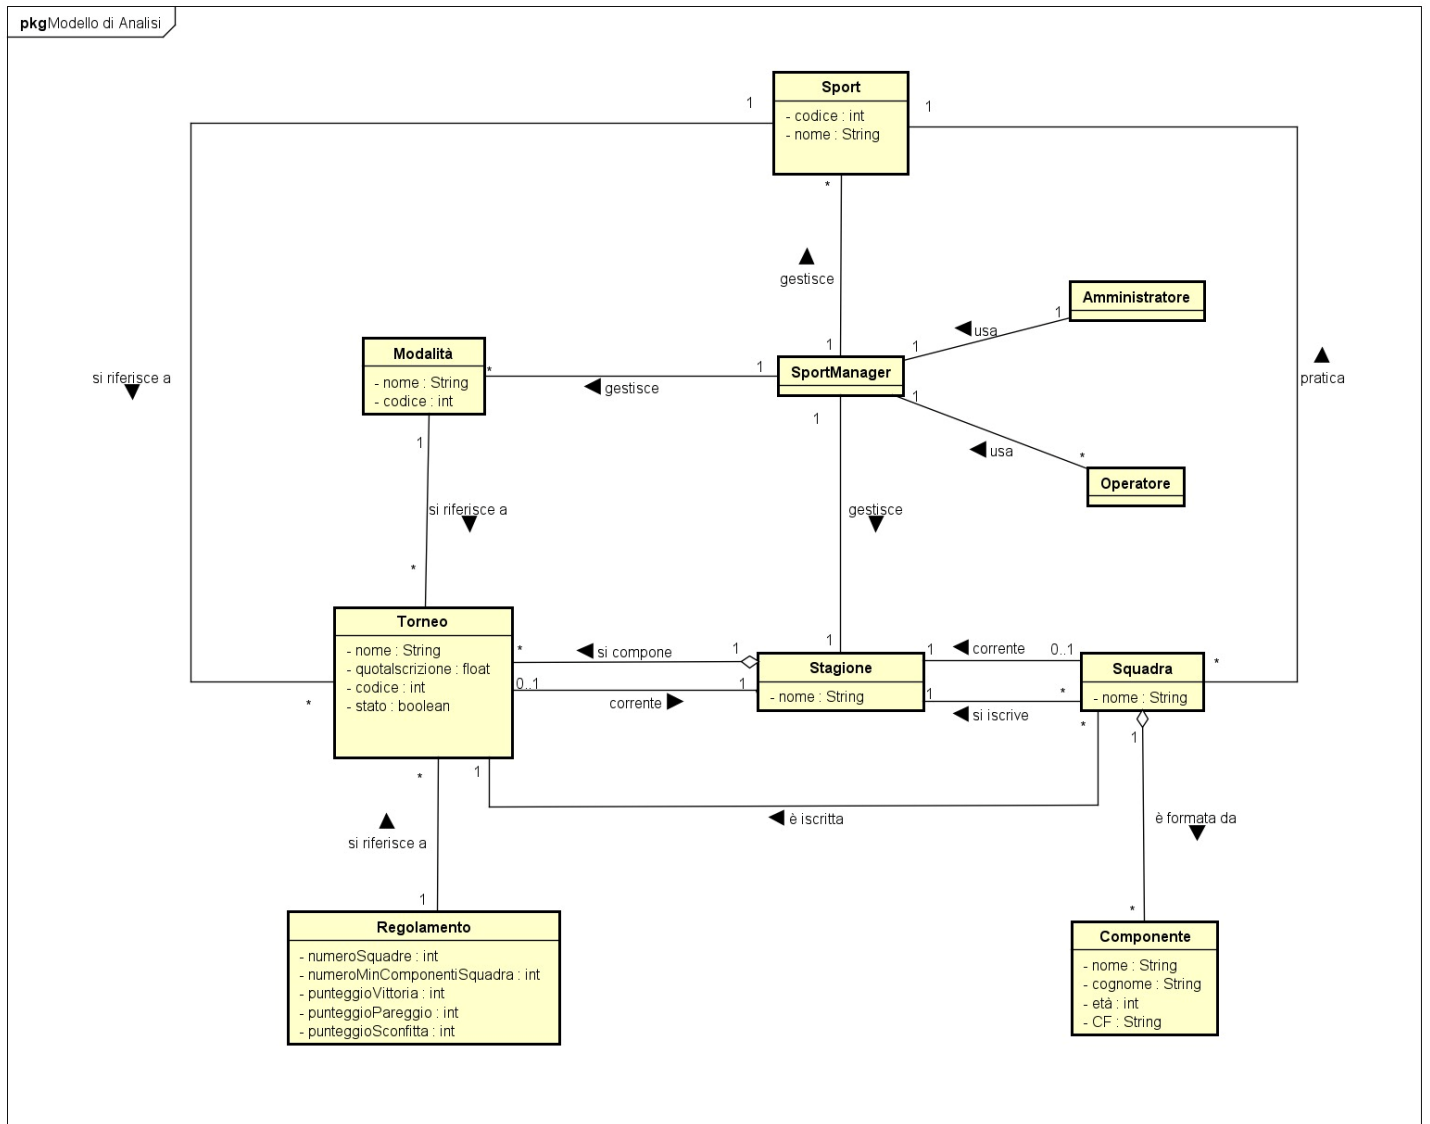 pkg Modello di Analisi
Sport
- codice : int
- nome : String
1
1
*
gestisce
1
Amministratore
1
usa
1
Modalità
- nome : String
- codice : int
*
gestisce
1
SportManager
1
usa
*
Operatore
si riferisce a
pratica
1
si riferisce a
*
1
gestisce
1
Torneo
- nome : String
- quotaIscrizione : float
- codice : int
- stato : boolean
*
si compone
1
0..1
corrente
1
Stagione
- nome : String
1
corrente
0..1
1
si iscrive
*
Squadra
- nome : String
*
*
*
1
è iscritta
*
1
è formata da
*
si riferisce a
1
Regolamento
- numeroSquadre : int
- numeroMinComponentiSquadra : int
- punteggioVittoria : int
- punteggioPareggio : int
- punteggioSconfitta : int
Componente
- nome : String
- cognome : String
- età : int
- CF : String